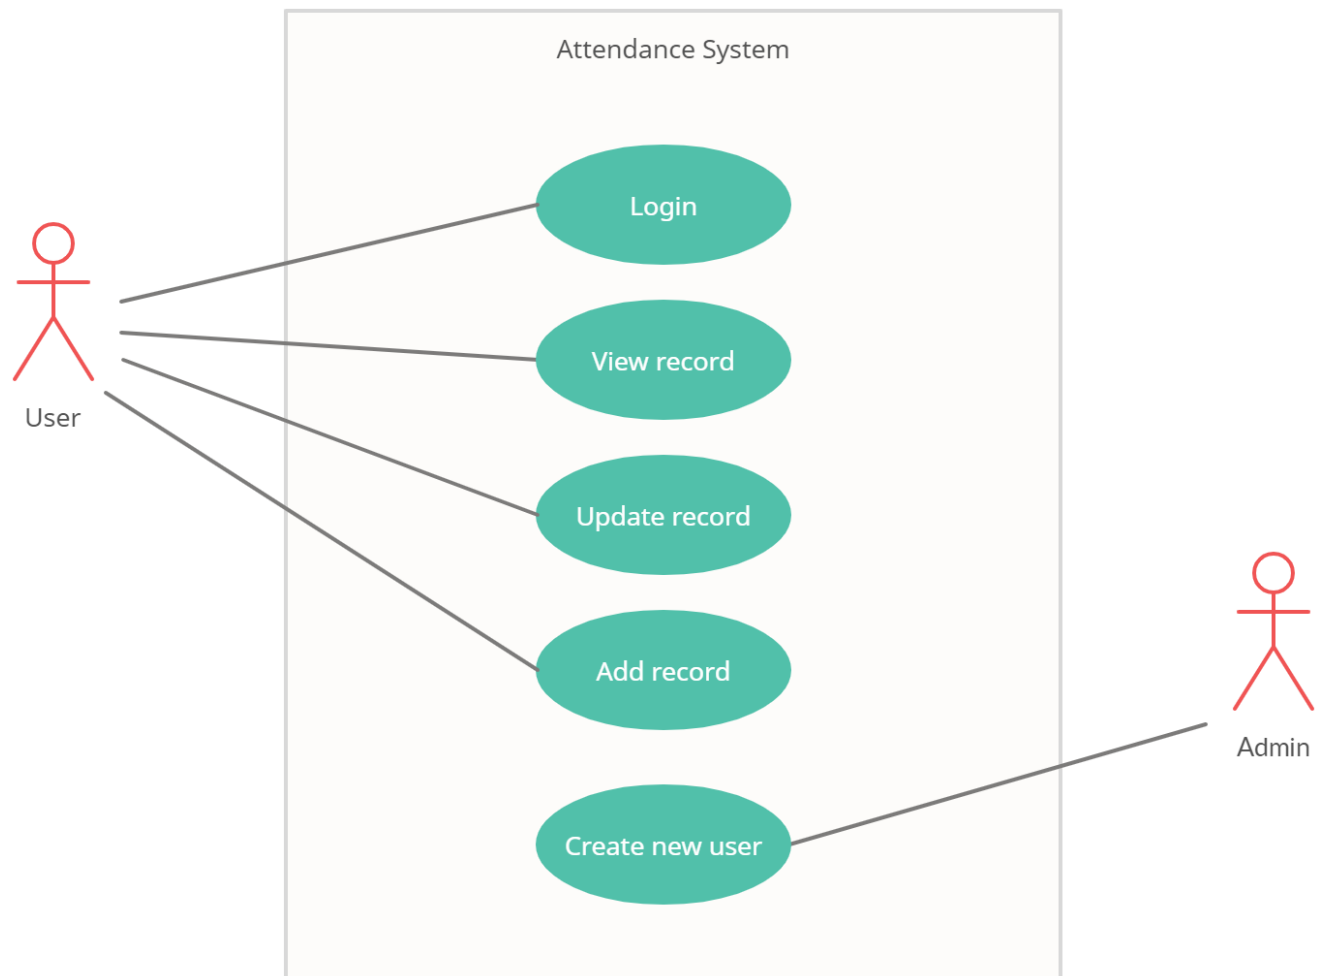 Attendance System
Login
View record
User
Update record
Add record
Admin
Create new user